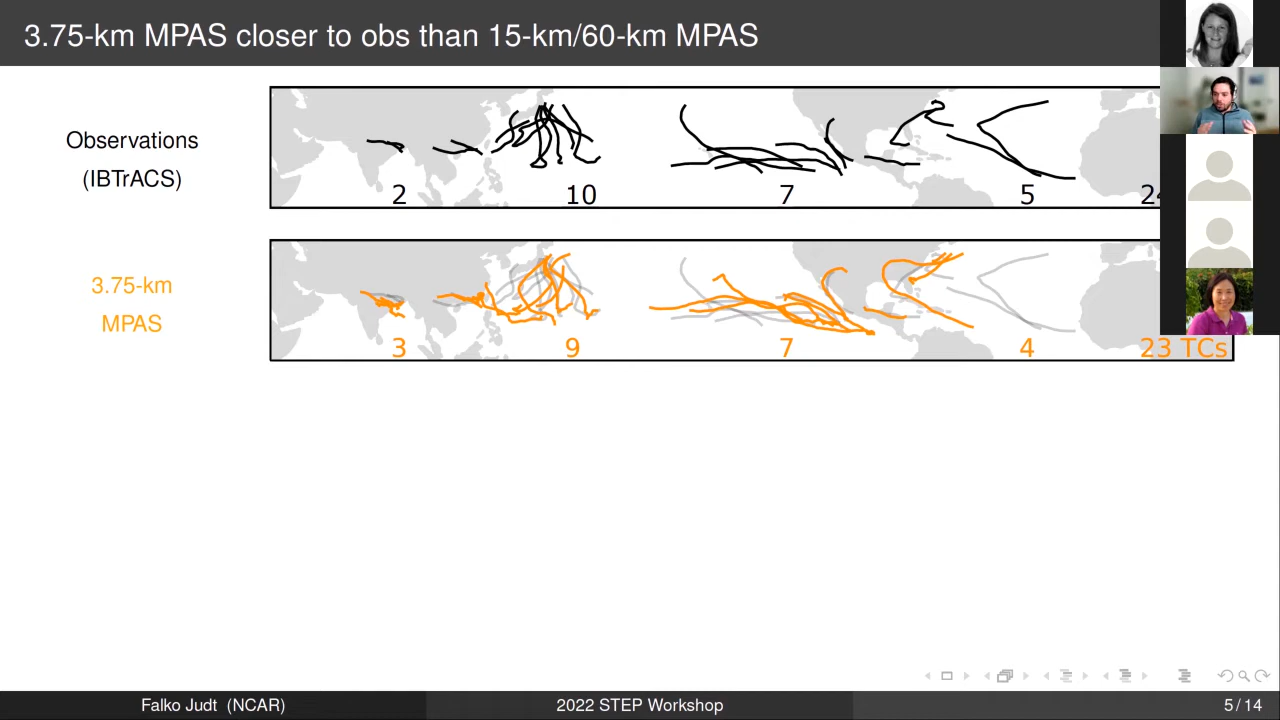 3.75-km MPAS closer to obs than 15-km/60-km MPAS
Observations
(IBTrACS)
2 10 7 5
3.75-km
MPAS
3 9 7 4 23 TCs
Falko Judt (NCAR) 2022 STEP Workshop 5 / 14